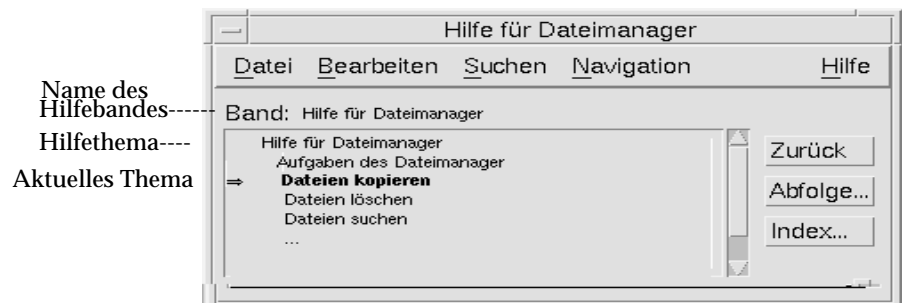 Hilfe für Dateimanager
Datei Bearbeiten Suchen Navigation Hilfe
Name des
Hilfebandes------
Band: Hilfe für Dateimanager
Hilfethema----
Hilfe für Dateimanager
Aufgaben des Dateimanager
Aktuelles Thema
⇒ Dateien kopieren
Dateien löschen
Dateien suchen
...
Zurück
Abfolge...
Index...